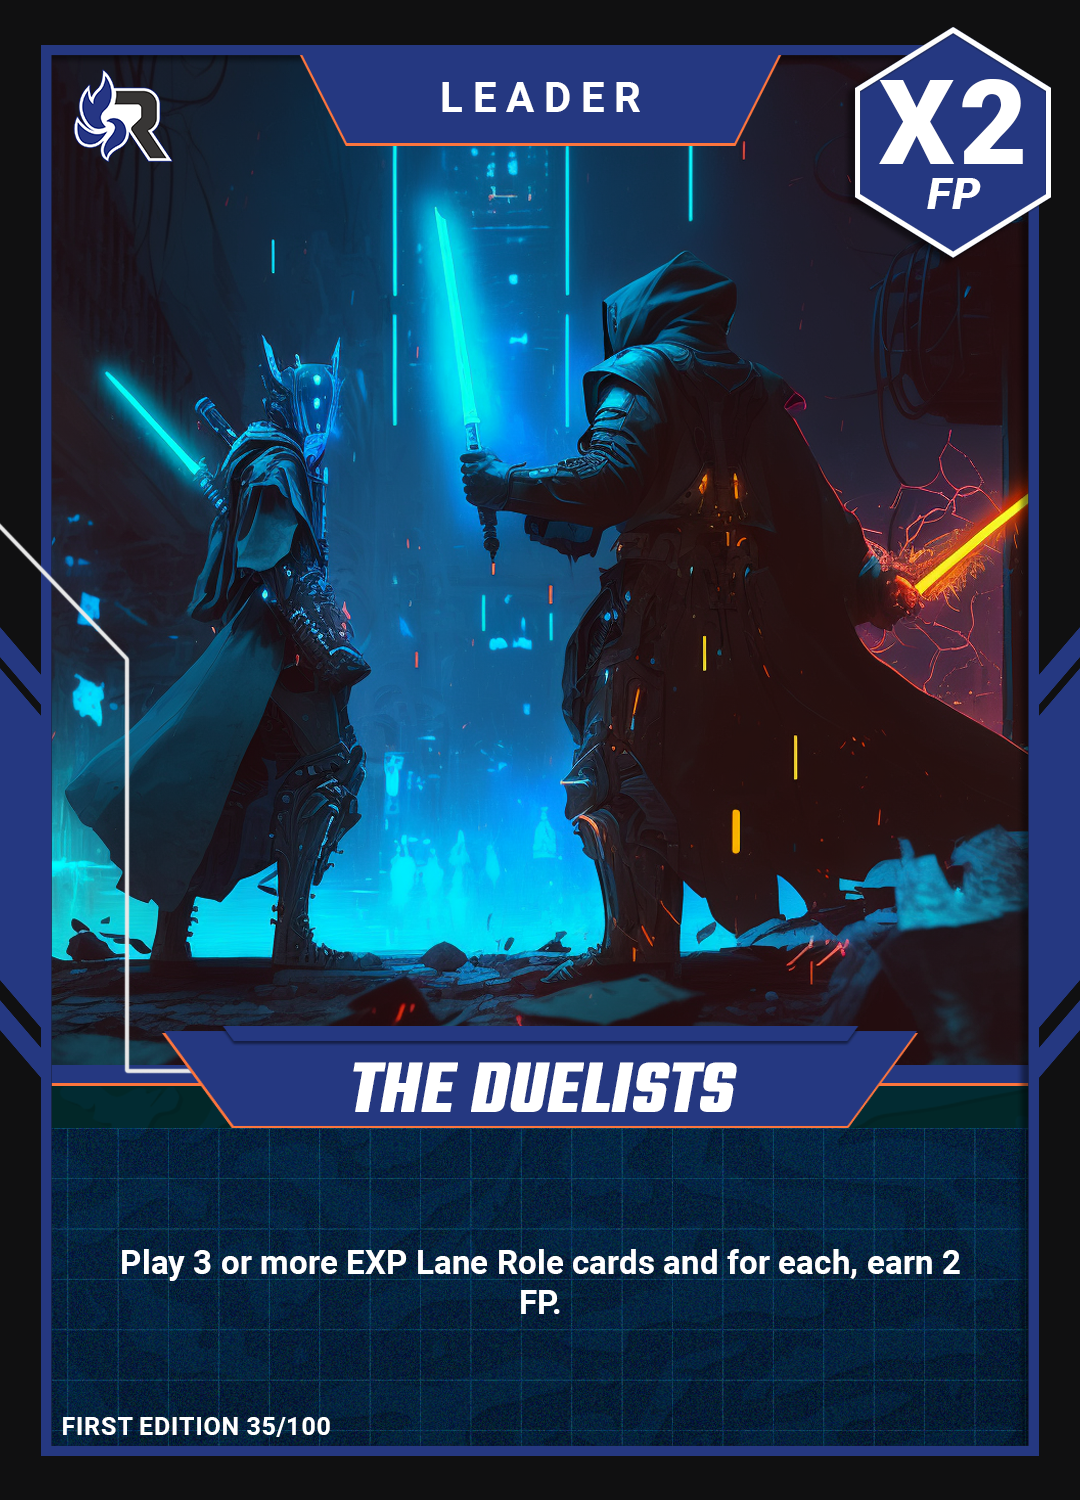 LEADER
X2
FP
THE DUELISTS
Play 3 or more EXP Lane Role cards and for each, earn 2
FP.
FIRST EDITION 35/100